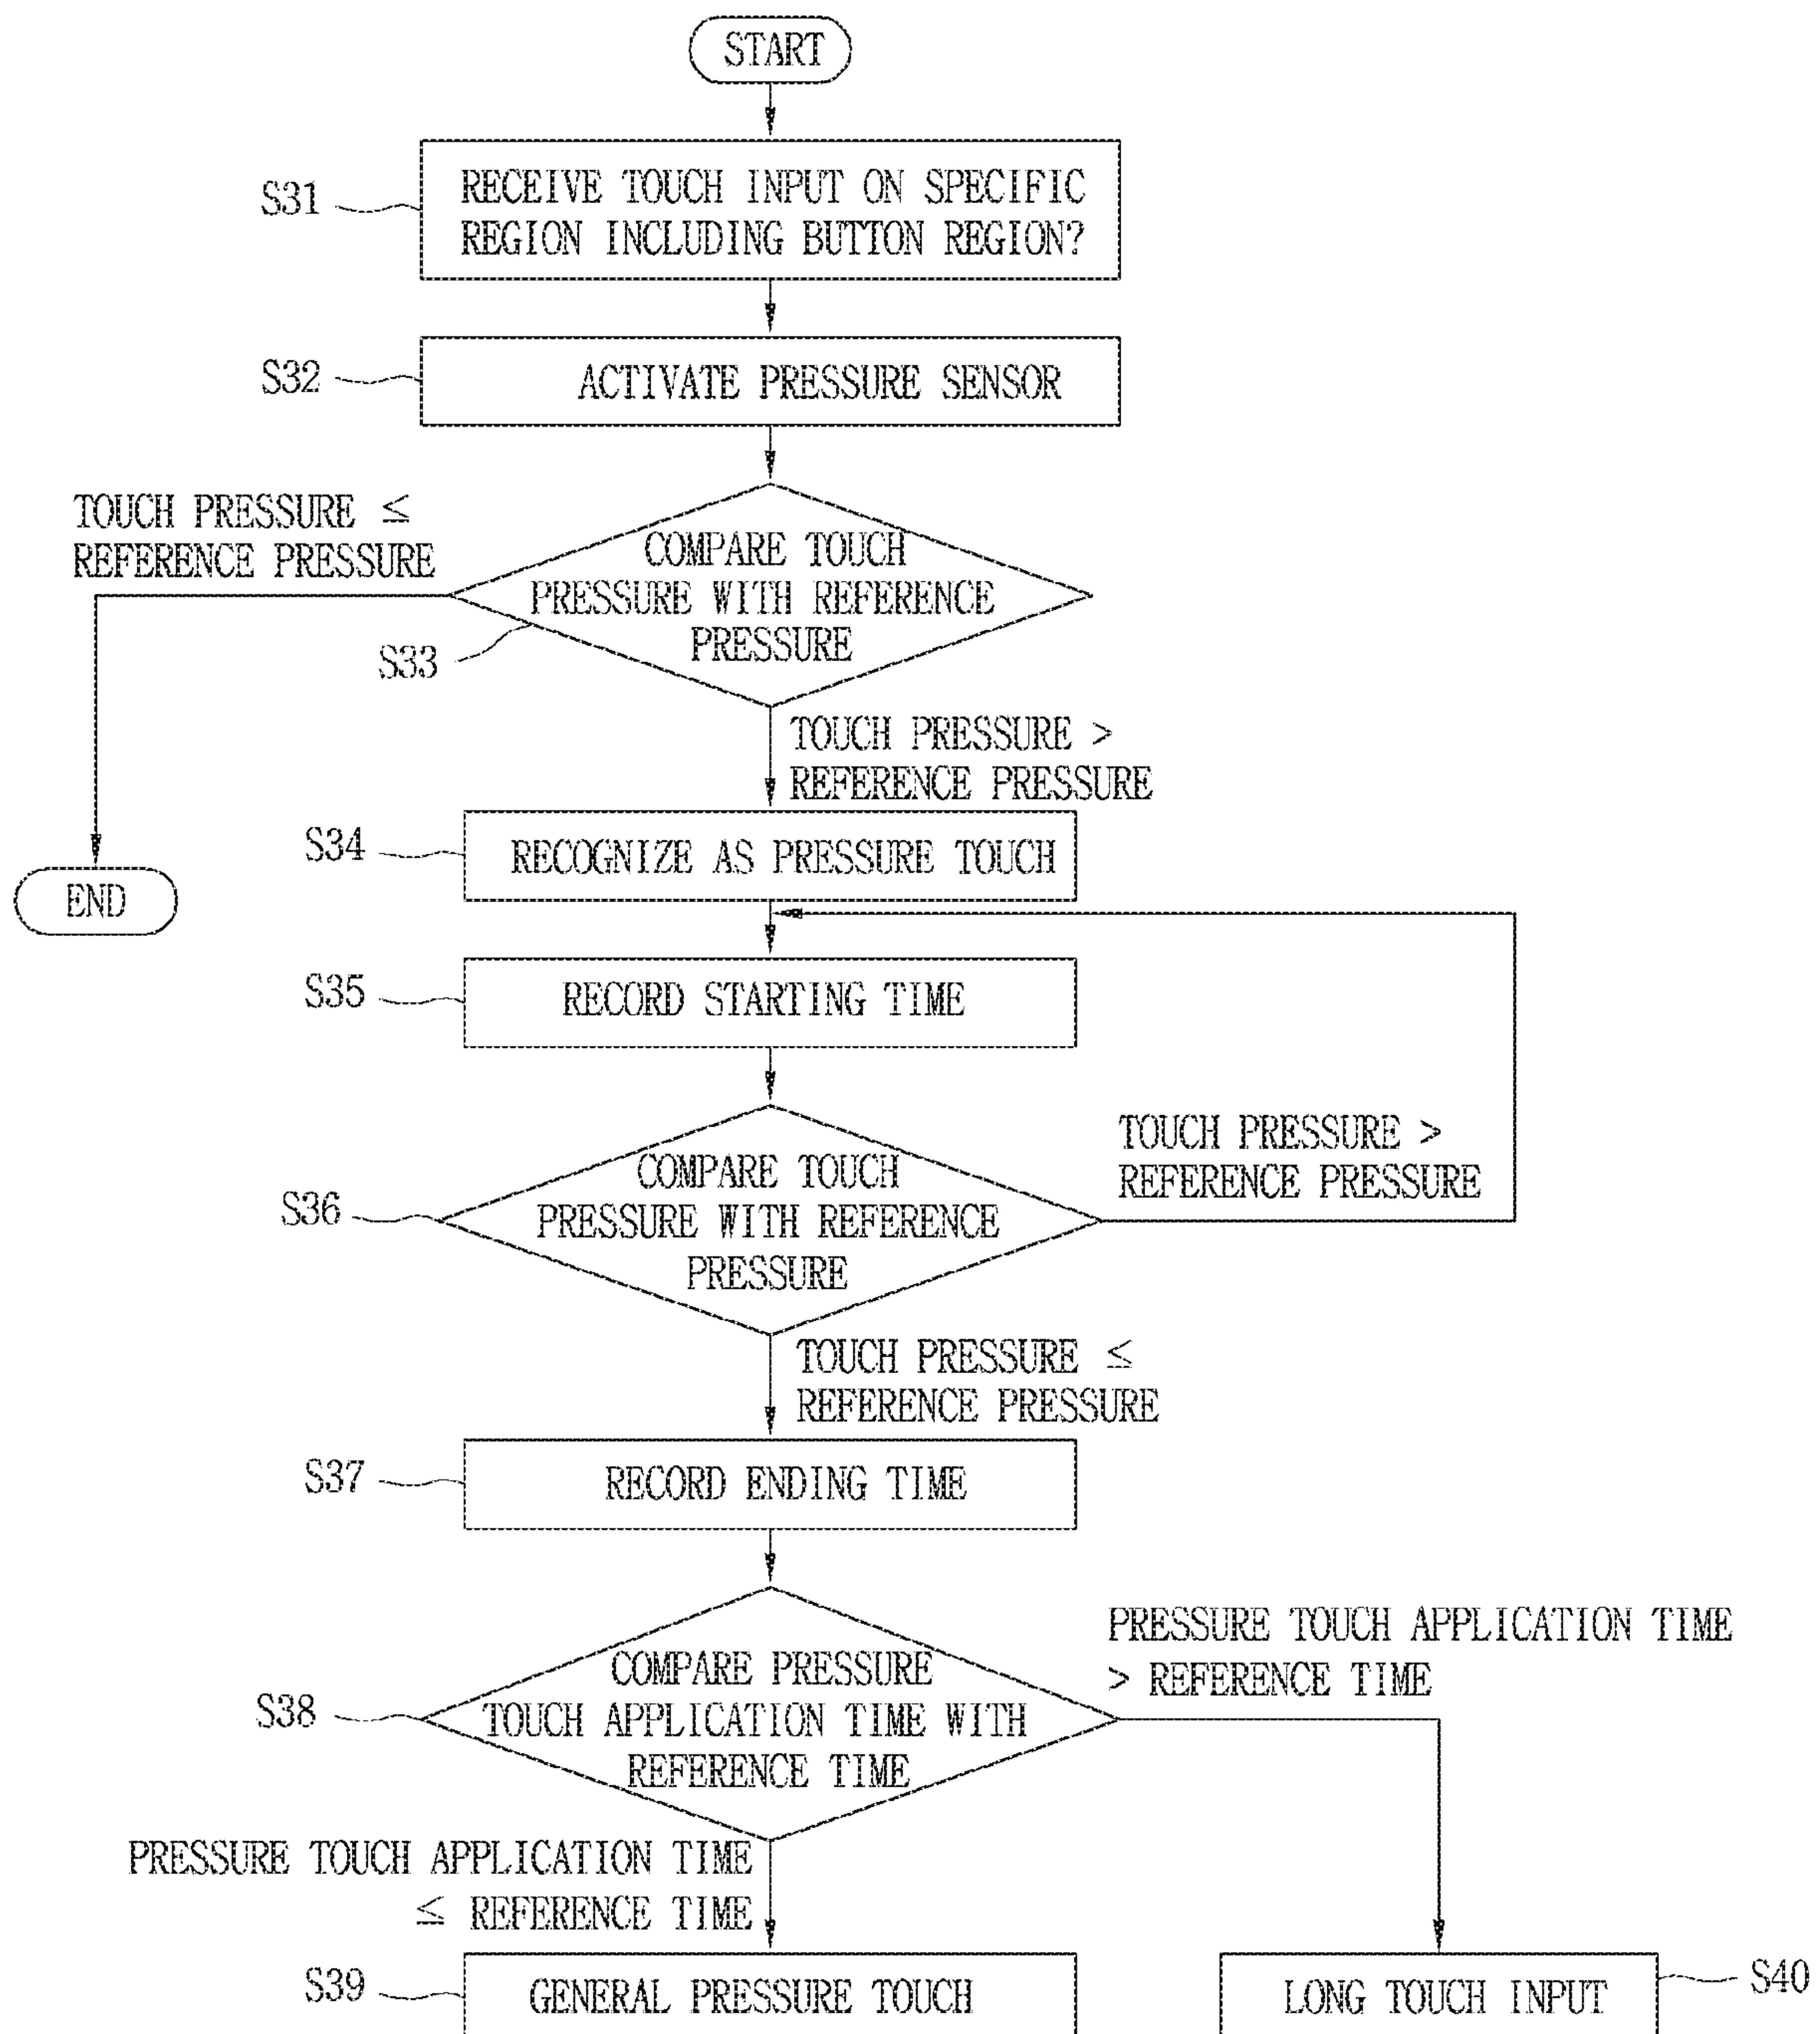 START
S31
RECEIVE TOUCH INPUT ON SPECIFIC
REGION INCLUDING BUTTON REGION?
S32
ACTIVATE PRESSURE SENSOR
TOUCH PRESSURE ≤
REFERENCE PRESSURE
COMPARE TOUCH
PRESSURE WITH REFERENCE
PRESSURE
S33
TOUCH PRESSURE >
REFERENCE PRESSURE
S34
RECOGNIZE AS PRESSURE TOUCH
END
S35
RECORD STARTING TIME
TOUCH PRESSURE >
REFERENCE PRESSURE
S36
COMPARE TOUCH
PRESSURE WITH REFERENCE
PRESSURE
TOUCH PRESSURE ≤
REFERENCE PRESSURE
S37
RECORD ENDING TIME
PRESSURE TOUCH APPLICATION TIME
> REFERENCE TIME
S38
COMPARE PRESSURE
TOUCH APPLICATION TIME WITH
REFERENCE TIME
PRESSURE TOUCH APPLICATION TIME
≤ REFERENCE TIME
S39
GENERAL PRESSURE TOUCH
LONG TOUCH INPUT
S40